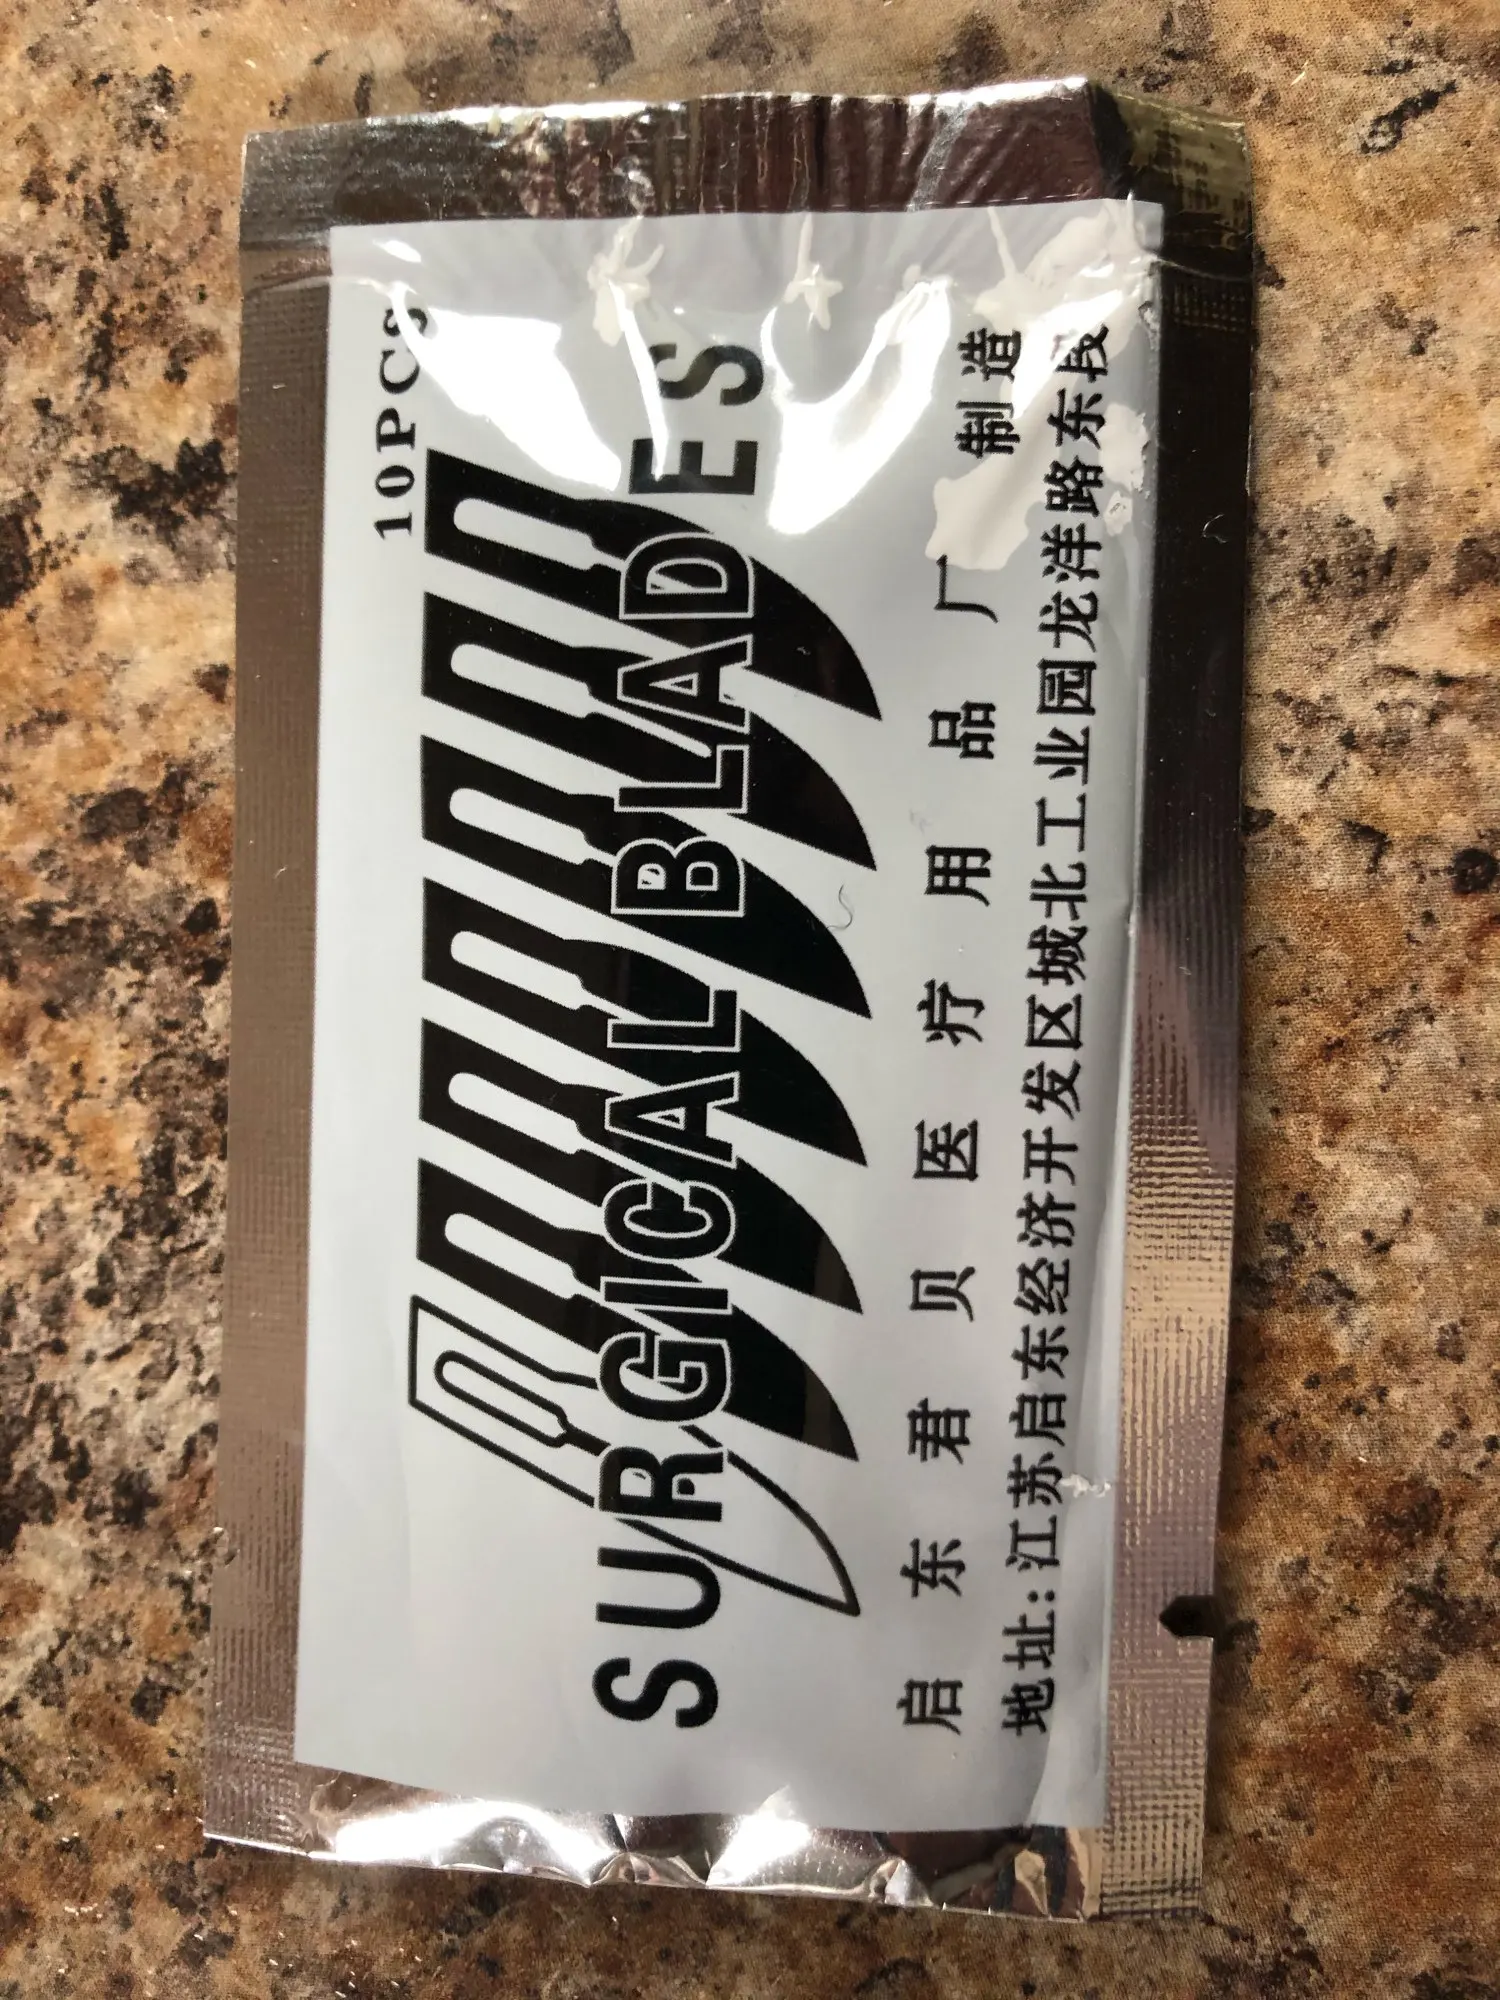 10PCS
SURGICAL BLADES
启东君贝医疗用品厂 制造
地址:江苏启东经济开发区城北工业园龙洋路东段